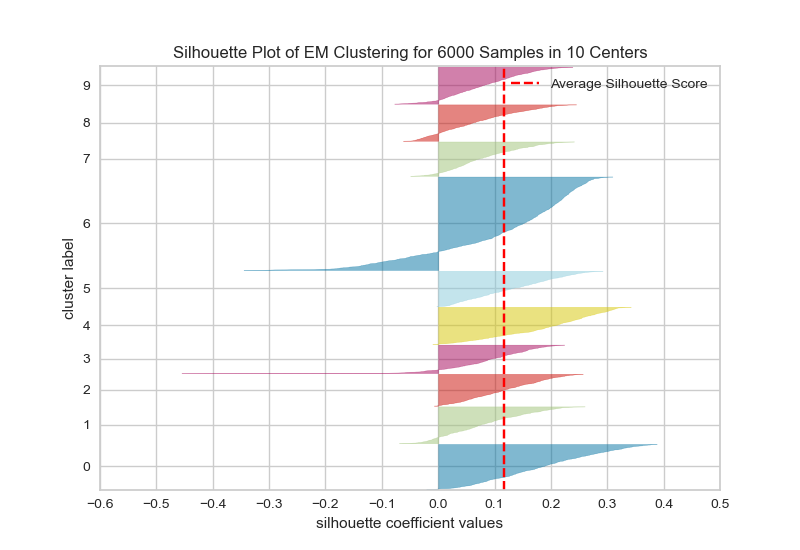 Silhouette Plot of EM Clustering for 6000 Samples in 10 Centers
Average Silhouette Score
9
8
7
6
5
4
3
2
1
0
cluster label
−0.6 −0.5 −0.4 −0.3 −0.2 −0.1 0.0 0.1 0.2 0.3 0.4 0.5
silhouette coefficient values